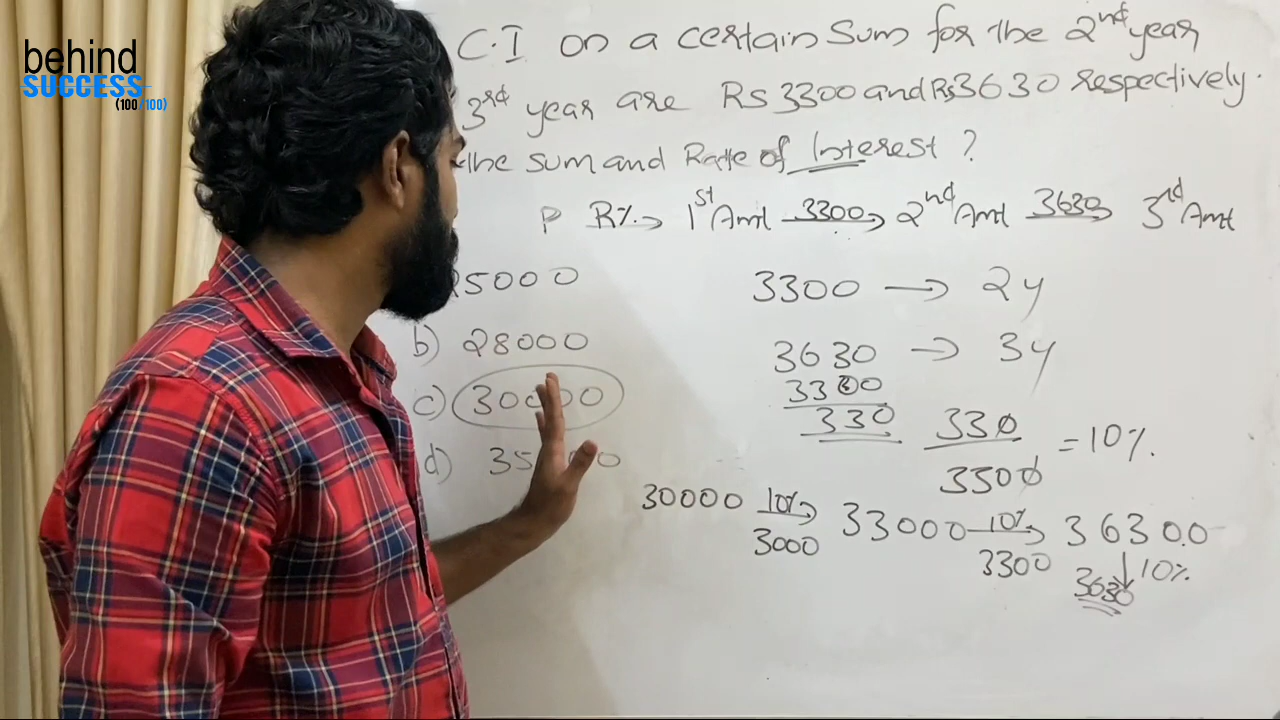 behind
SUCCESS
(100/100)
C.I on a certain Sum for the 2nd year
3rd year are Rs 3300 and Rs 3630 respectively.
the sum and Rate of Interest ?
P R% 1st Amt 3300 2nd Amt 3630 3rd Amt
25000
b) 28000
c) 30000
d)
3300 → 2y
3630 → 3y
3300
330
330
3300 = 10%.
30000 10% 33000 10% 36300.0
3000 3300
10%.
3630